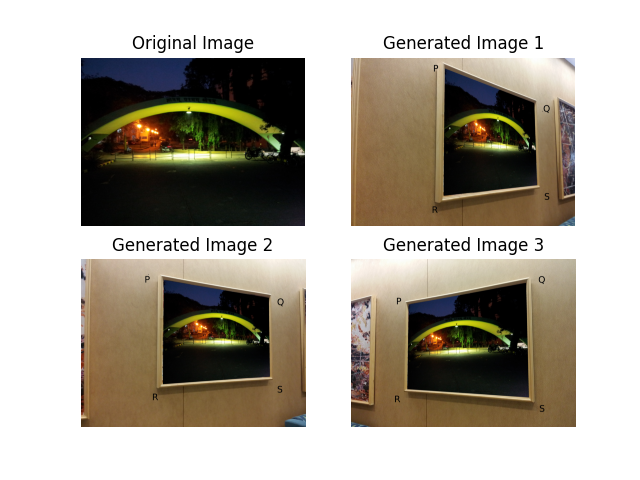 Original Image
Generated Image 1
P
Q
R
S
Generated Image 2
P
Q
R
S
Generated Image 3
P
Q
R
S